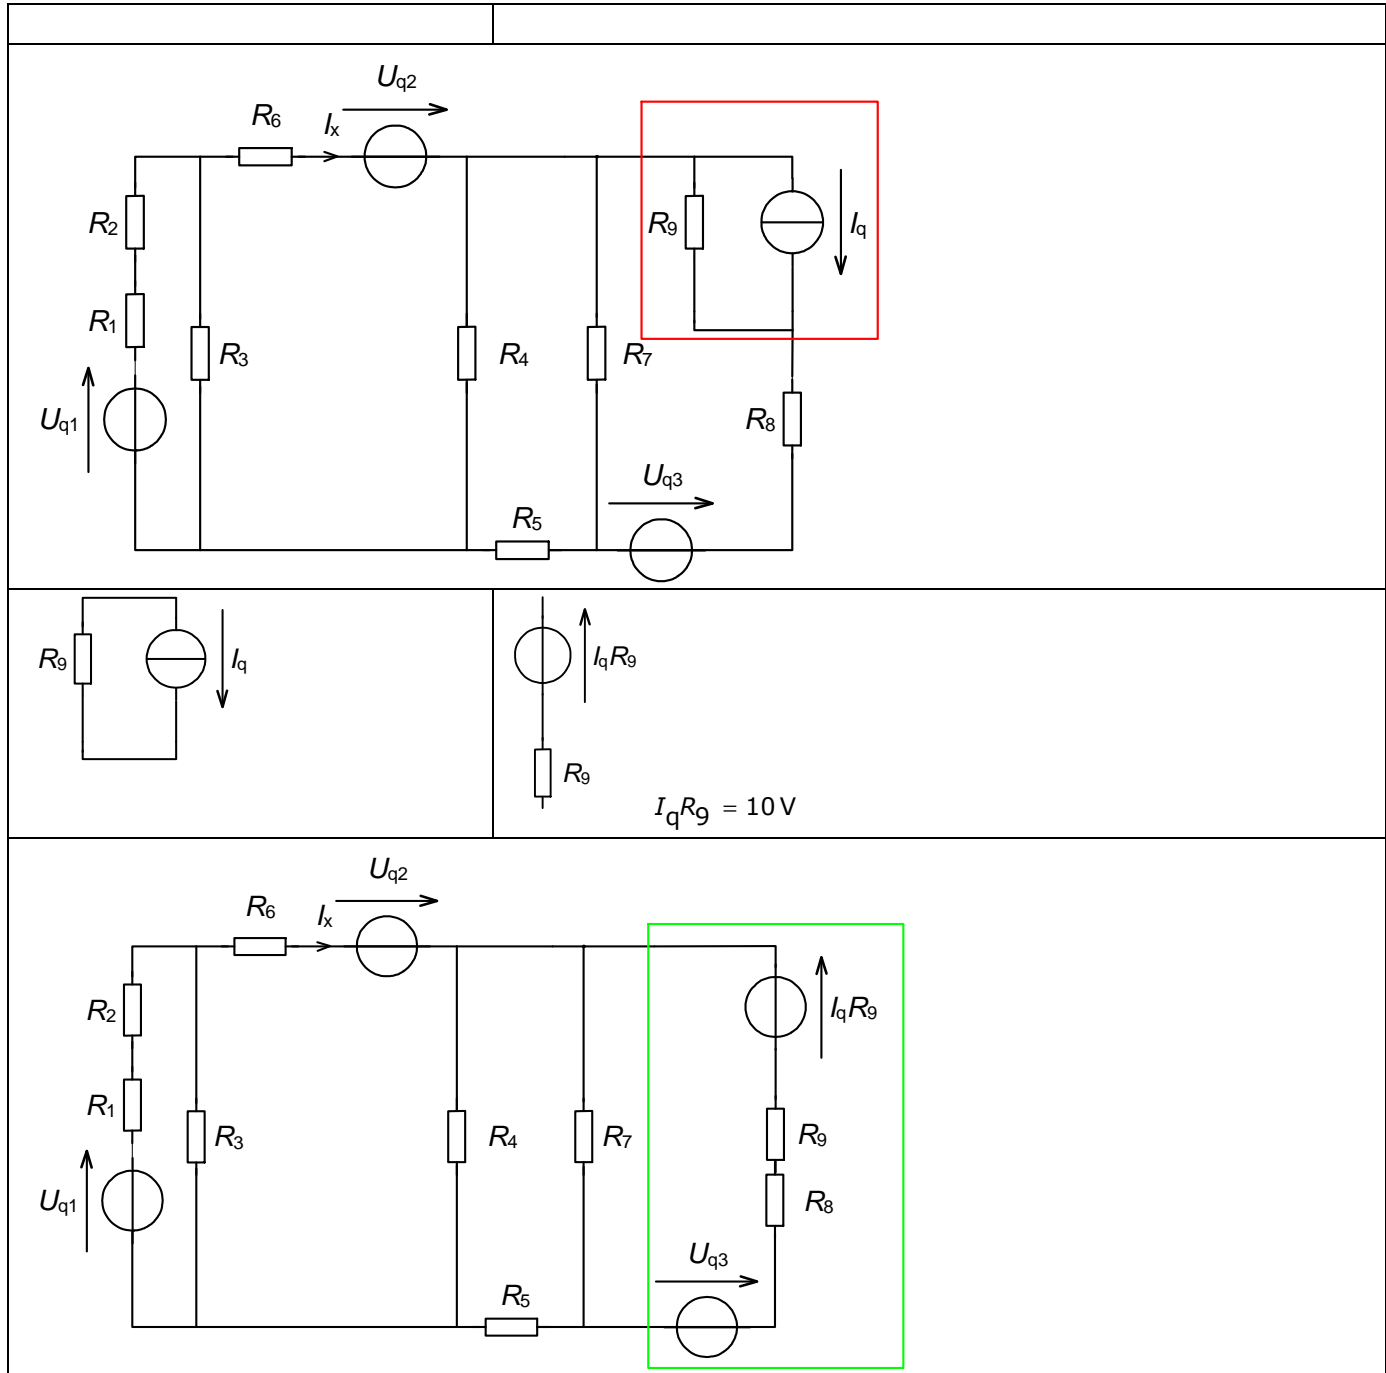 Uq2
R6 Ix
R2 R9 Iq
R1 R3 R4 R7
Uq1 R8
Uq3
R5
R9 Iq
IqR9
R9
IqR9 = 10 V
Uq2
R6 Ix
R2 IqR9
R1 R3 R4 R7 R9
Uq1 R8
Uq3
R5